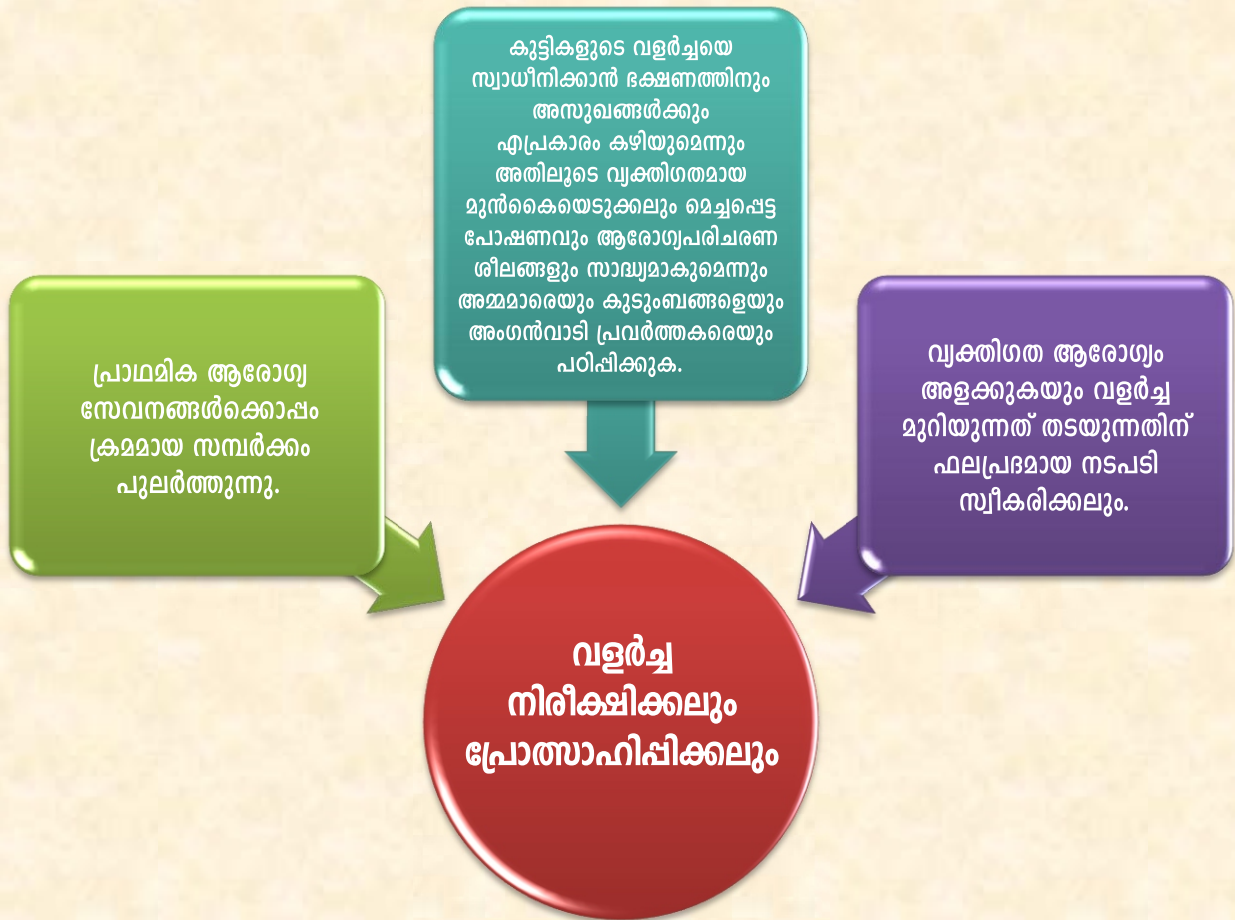 കുട്ടികളുടെ വളർച്ചയെ
സ്വാധീനിക്കാൻ ഭക്ഷണത്തിനും
അസുഖങ്ങൾക്കും
എപ്രകാരം കഴിയുമെന്നും
അതിലൂടെ വ്യക്തിഗതമായ
മുൻകൈയെടുക്കലും മെച്ചപ്പെട്ട
പോഷണവും ആരോഗ്യപരിചരണ
ശീലങ്ങളും സാദ്ധ്യമാകുമെന്നും
അമ്മമാരെയും കുടുംബങ്ങളെയും
അംഗൻവാടി പ്രവർത്തകരെയും
പഠിപ്പിക്കുക.
പ്രാഥമിക ആരോഗ്യ
സേവനങ്ങൾക്കൊപ്പം
ക്രമമായ സമ്പർക്കം
പുലർത്തുന്നു.
വ്യക്തിഗത ആരോഗ്യം
അളക്കുകയും വളർച്ച
മുറിയുന്നത് തടയുന്നതിന്
ഫലപ്രദമായ നടപടി
സ്വീകരിക്കലും.
വളർച്ച
നിരീക്ഷിക്കലും
പ്രോത്സാഹിപ്പിക്കലും